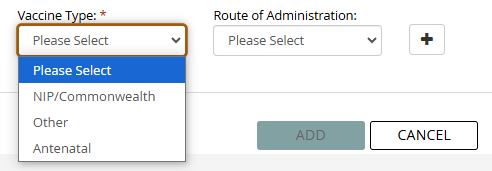 Vaccine Type: * Route of Administration:
Please Select Please Select
Please Select
NIP/Commonwealth
Other
Antenatal
ADD CANCEL